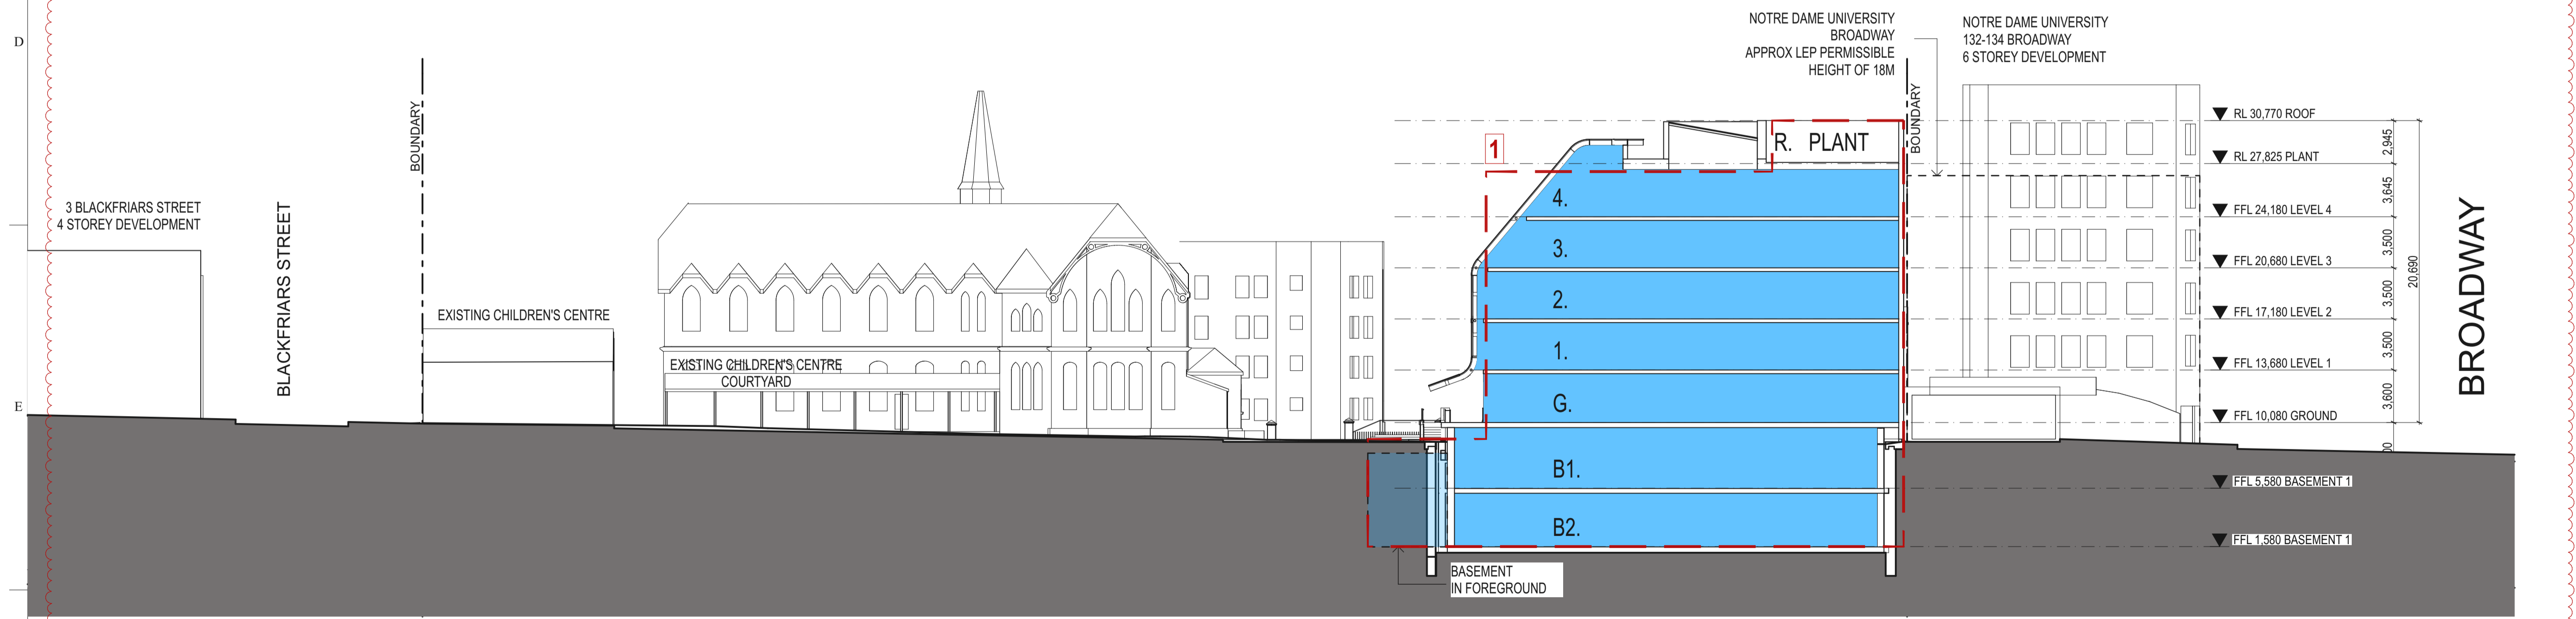 D
NOTRE DAME UNIVERSITY
BROADWAY
APPROX LEP PERMISSIBLE
HEIGHT OF 18M
NOTRE DAME UNIVERSITY
132-134 BROADWAY
6 STOREY DEVELOPMENT
BOUNDARY
BOUNDARY
3 BLACKFRIARS STREET
4 STOREY DEVELOPMENT
BLACKFRIARS STREET
EXISTING CHILDREN'S CENTRE
EXISTING CHILDREN'S CENTRE
COURTYARD
1
R. PLANT
4.
3.
2.
1.
G.
B1.
B2.
BASEMENT
IN FOREGROUND
RL 30,770 ROOF
RL 27,825 PLANT
FFL 24,180 LEVEL 4
FFL 20,680 LEVEL 3
FFL 17,180 LEVEL 2
FFL 13,680 LEVEL 1
FFL 10,080 GROUND
FFL 5,580 BASEMENT 1
FFL 1,580 BASEMENT 1
2,945
3,645
3,500
3,500
3,500
3,600
20,690
BROADWAY
E